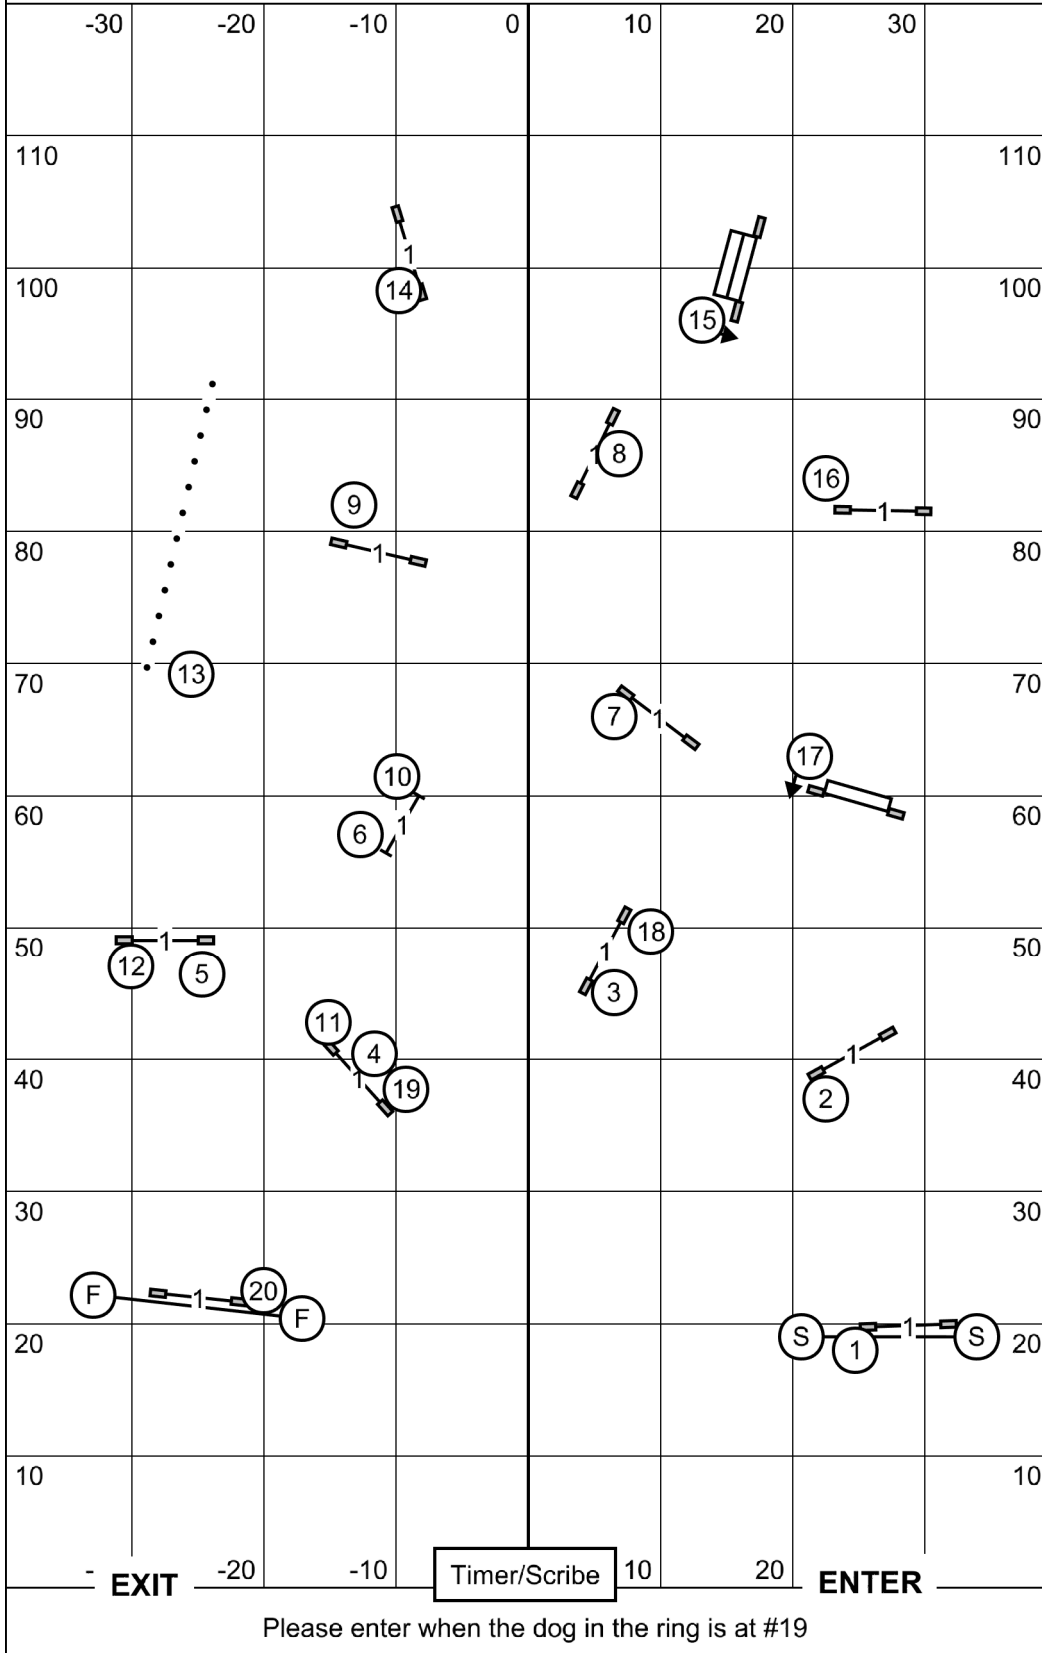 -30 -20 -10 0 10 20 30
110 110
1
100 14 100
15
90 90
1 8
16
9
1
80 1 80
13
70 70
7 1
17
10
60 60
6 1
1
50 18 50
12 5
1
3
11
4 1
40 1 40
19
2
30 30
20
F 1
F
1
20 S S 20
1
10 10
- -20 -10 Timer/Scribe 10 20
EXIT ENTER
Please enter when the dog in the ring is at #19